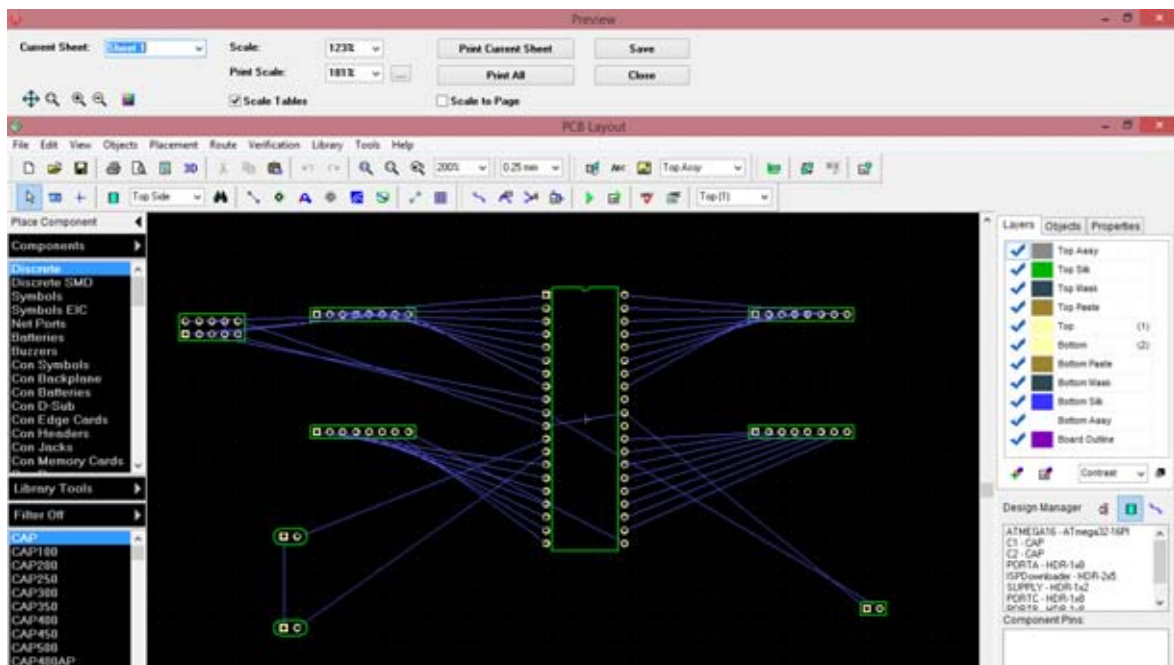 Preview
Current Sheet: Sheet 1 Scale: 123% Print Current Sheet Save
Print Scale: 181% ... Print All Close
Scale Tables Scale to Page
PCB Layout
File Edit View Objects Placement Route Verification Library Tools Help
3D 200% 0.25 mm Abc Top Assy
Top Side Top (1)
Place Component
Components
Discrete
Discrete SMD
Symbols
Symbols EIC
Net Ports
Batteries
Buzzers
Con Symbols
Con Backplane
Con Batteries
Con D-Sub
Con Edge Cards
Con Headers
Con Jacks
Con Memory Cards
Library Tools
Filter Off
CAP
CAP100
CAP200
CAP250
CAP300
CAP350
CAP400
CAP450
CAP500
CAP400AP
Layers Objects Properties
Top Assy
Top Silk
Top Mask
Top Paste
Top (1)
Bottom (2)
Bottom Paste
Bottom Mask
Bottom Silk
Bottom Assy
Board Outline
Contrast
Design Manager
ATMEGA16 - ATmega32-16PI
C1 - CAP
C2 - CAP
PORTA - HDR-1x8
ISPDownloader - HDR-2x5
SUPPLY - HDR-1x2
PORTC - HDR-1x8
PORTB - HDR-1x8
Component Pins: